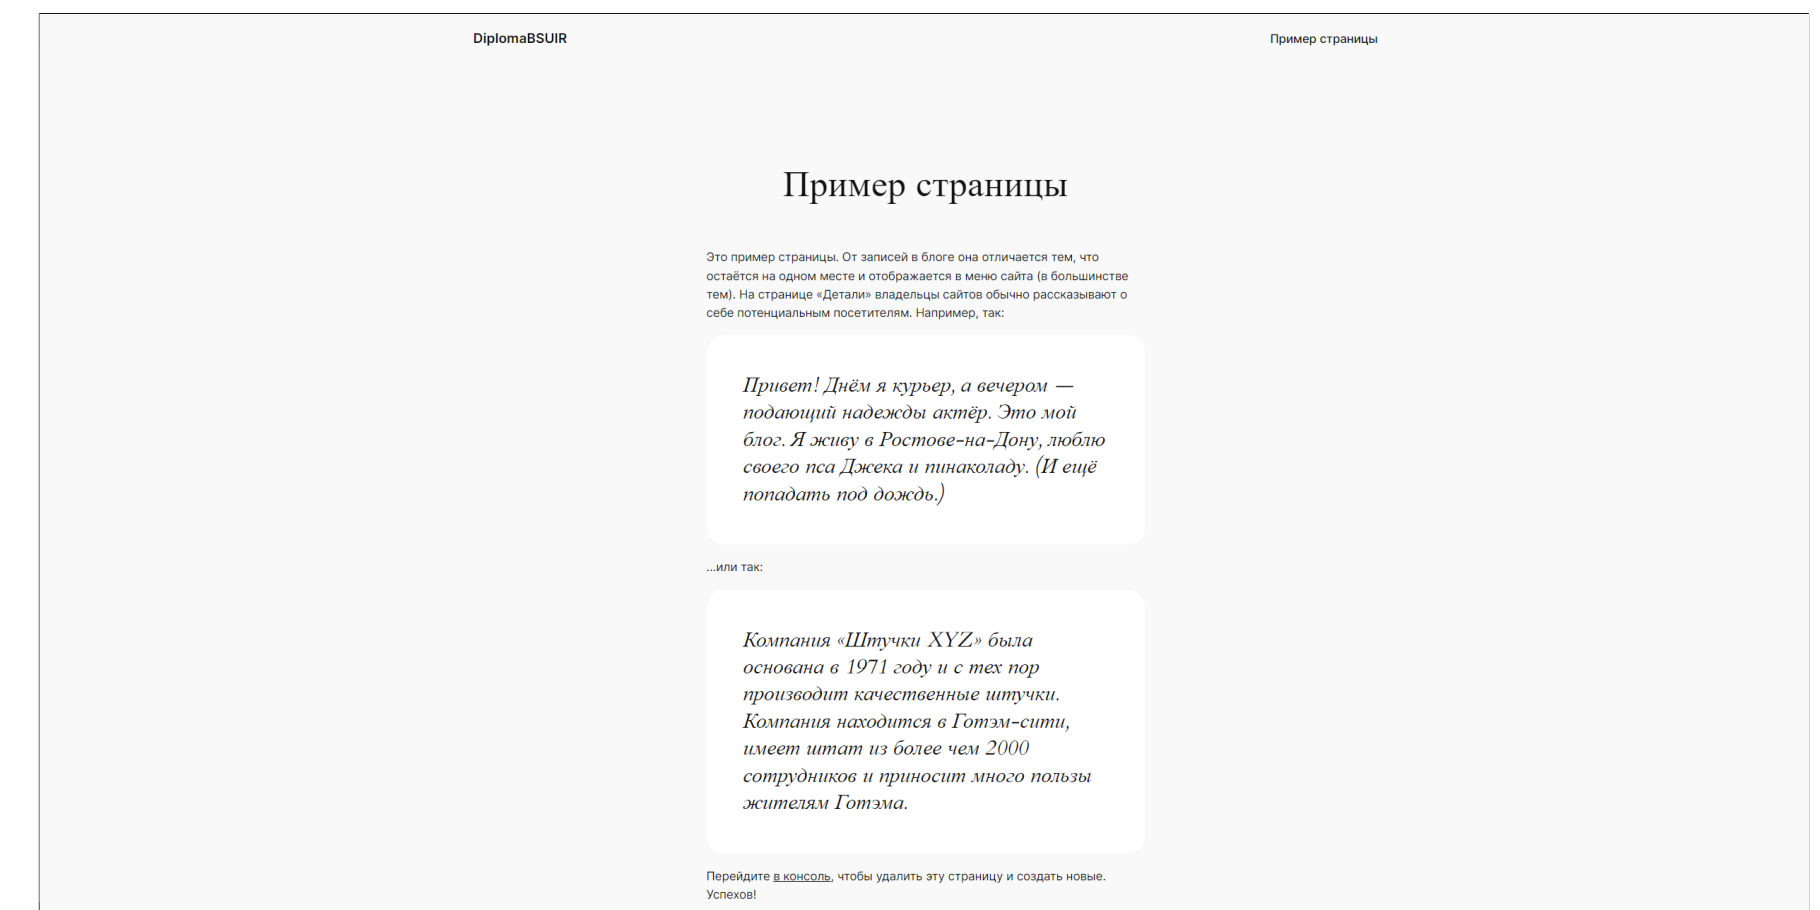 DiplomaBSUIR
Пример страницы
Пример страницы
Это пример страницы. От записей в блоге она отличается тем, что
остаётся на одном месте и отображается в меню сайта (в большинстве
тем). На странице «Детали» владельцы сайтов обычно рассказывают о
себе потенциальным посетителям. Например, так:
Привет! Днём я курьер, а вечером —
подающий надежды актёр. Это мой
блог. Я живу в Ростове-на-Дону, люблю
своего пса Джека и пинаколаду. (И ещё
попадать под дождь.)
…или так:
Компания «Штучки XYZ» была
основана в 1971 году и с тех пор
производит качественные штучки.
Компания находится в Готэм-сити,
имеет штат из более чем 2000
сотрудников и приносит много пользы
жителям Готэма.
Перейдите в консоль, чтобы удалить эту страницу и создать новые.
Успехов!